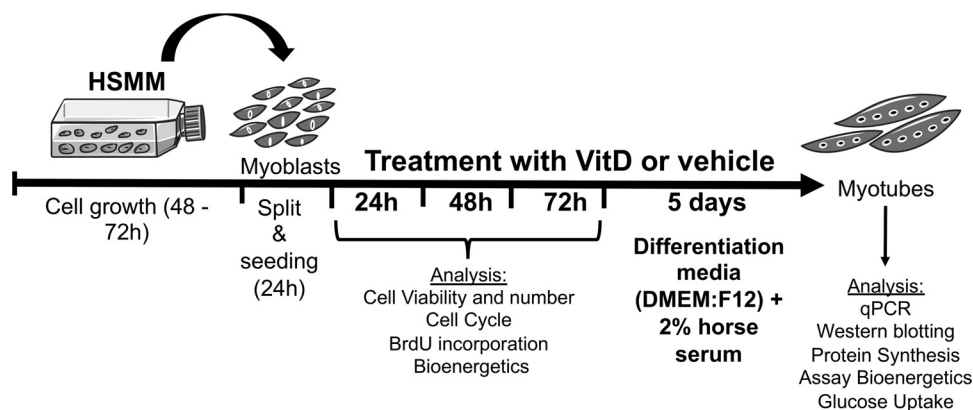 HSMM
Myoblasts
Treatment with VitD or vehicle
Cell growth (48 -
72h)
Split
&
seeding
(24h)
24h
48h
72h
5 days
Myotubes
Analysis:
Cell Viability and number
Cell Cycle
BrdU incorporation
Bioenergetics
Differentiation
media
(DMEM:F12) +
2% horse
serum
Analysis:
qPCR
Western blotting
Protein Synthesis
Assay Bioenergetics
Glucose Uptake